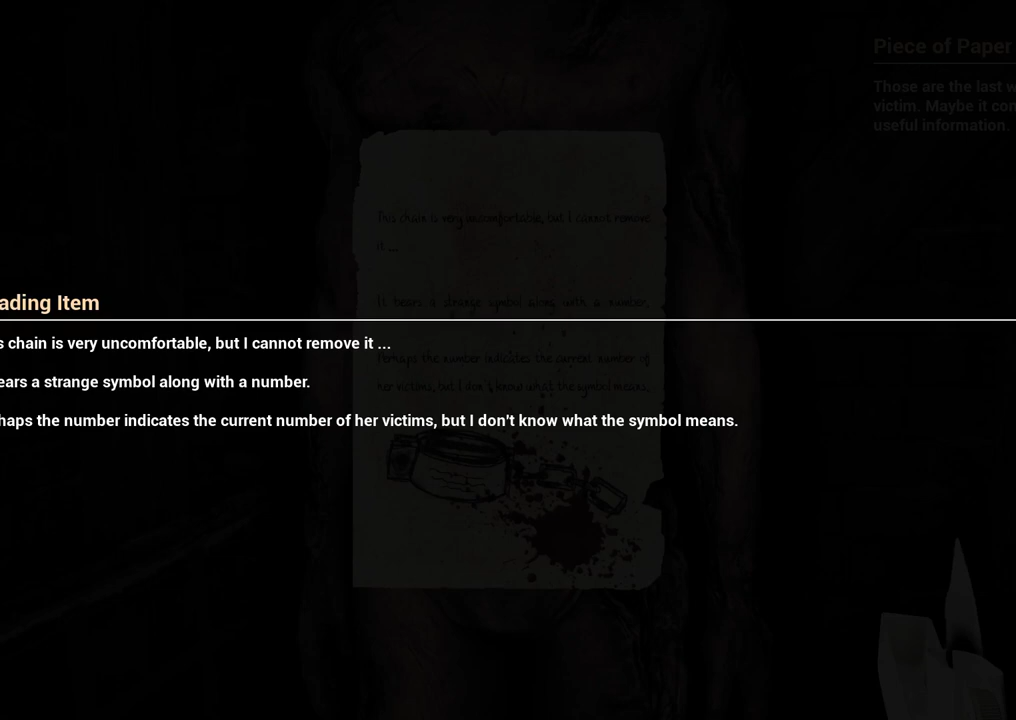 Piece of Paper
Those are the last w
victim. Maybe it con
useful information.
This chain is very uncomfortable, but I cannot remove
it ...
It bears a strange symbol along with a number.
Perhaps the number indicates the current number of
her victims, but I don't know what the symbol means.
ading Item
s chain is very uncomfortable, but I cannot remove it ...
ears a strange symbol along with a number.
haps the number indicates the current number of her victims, but I don't know what the symbol means.